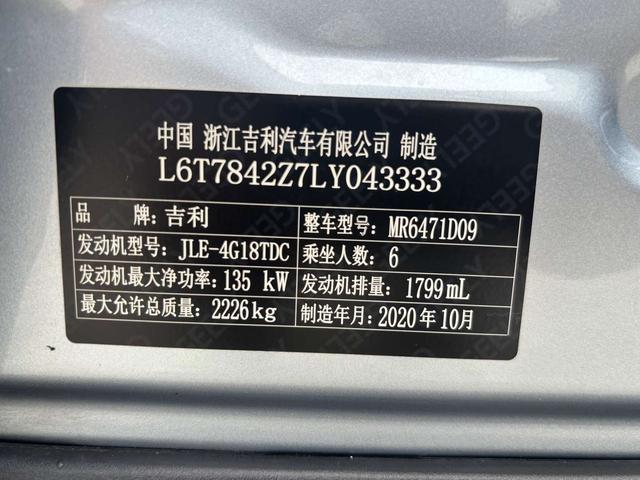 中国 浙江吉利汽车有限公司 制造
L6T7842Z7LY043333
品 牌：吉利 整车型号：MR6471D09
发动机型号：JLE-4G18TDC 乘坐人数：6
发动机最大净功率：135 kW 发动机排量：1799mL
最大允许总质量：2226kg 制造年月：2020年10月